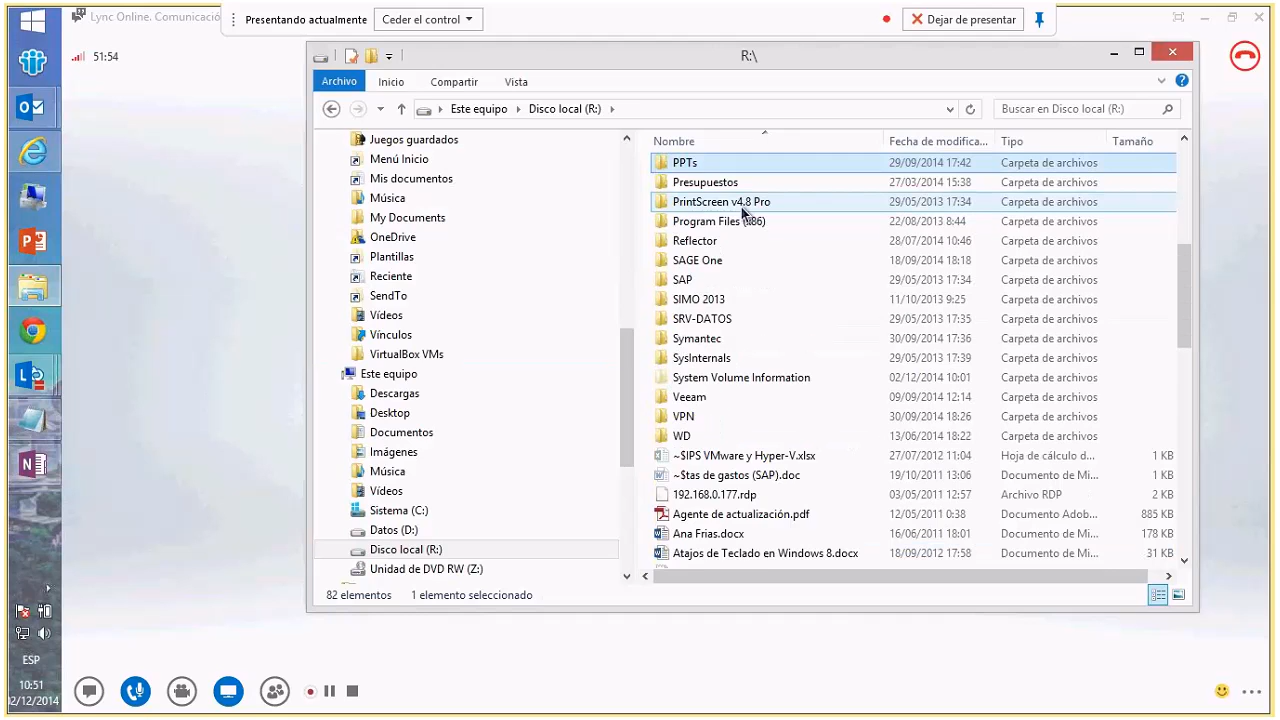 Lync Online. Comunicació
Presentando actualmente
Ceder el control
Dejar de presentar
51:54
R:\
Archivo Inicio Compartir Vista
Este equipo Disco local (R:)
Buscar en Disco local (R:)
Juegos guardados
Menú Inicio
Mis documentos
Música
My Documents
OneDrive
Plantillas
Reciente
SendTo
Vídeos
Vínculos
VirtualBox VMs
Este equipo
Descargas
Desktop
Documentos
Imágenes
Música
Vídeos
Sistema (C:)
Datos (D:)
Disco local (R:)
Unidad de DVD RW (Z:)
Nombre Fecha de modifica... Tipo Tamaño
PPTs 29/09/2014 17:42 Carpeta de archivos
Presupuestos 27/03/2014 15:38 Carpeta de archivos
PrintScreen v4.8 Pro 29/05/2013 17:34 Carpeta de archivos
Program Files (x86) 22/08/2013 8:44 Carpeta de archivos
Reflector 28/07/2014 10:46 Carpeta de archivos
SAGE One 18/09/2014 18:18 Carpeta de archivos
SAP 29/05/2013 17:34 Carpeta de archivos
SIMO 2013 11/10/2013 9:25 Carpeta de archivos
SRV-DATOS 29/05/2013 17:35 Carpeta de archivos
Symantec 30/09/2014 17:36 Carpeta de archivos
SysInternals 29/05/2013 17:39 Carpeta de archivos
System Volume Information 02/12/2014 10:01 Carpeta de archivos
Veeam 09/09/2014 12:14 Carpeta de archivos
VPN 30/09/2014 18:26 Carpeta de archivos
WD 13/06/2014 18:22 Carpeta de archivos
~$IPS VMware y Hyper-V.xlsx 27/07/2012 11:04 Hoja de cálculo d... 1 KB
~$tas de gastos (SAP).doc 19/10/2011 13:06 Documento de Mi... 1 KB
192.168.0.177.rdp 03/05/2011 12:57 Archivo RDP 2 KB
Agente de actualización.pdf 12/05/2011 0:38 Documento Adob... 885 KB
Ana Frias.docx 16/06/2011 18:01 Documento de Mi... 178 KB
Atajos de Teclado en Windows 8.docx 18/09/2012 17:58 Documento de Mi... 31 KB
82 elementos 1 elemento seleccionado
ESP
10:51
02/12/2014